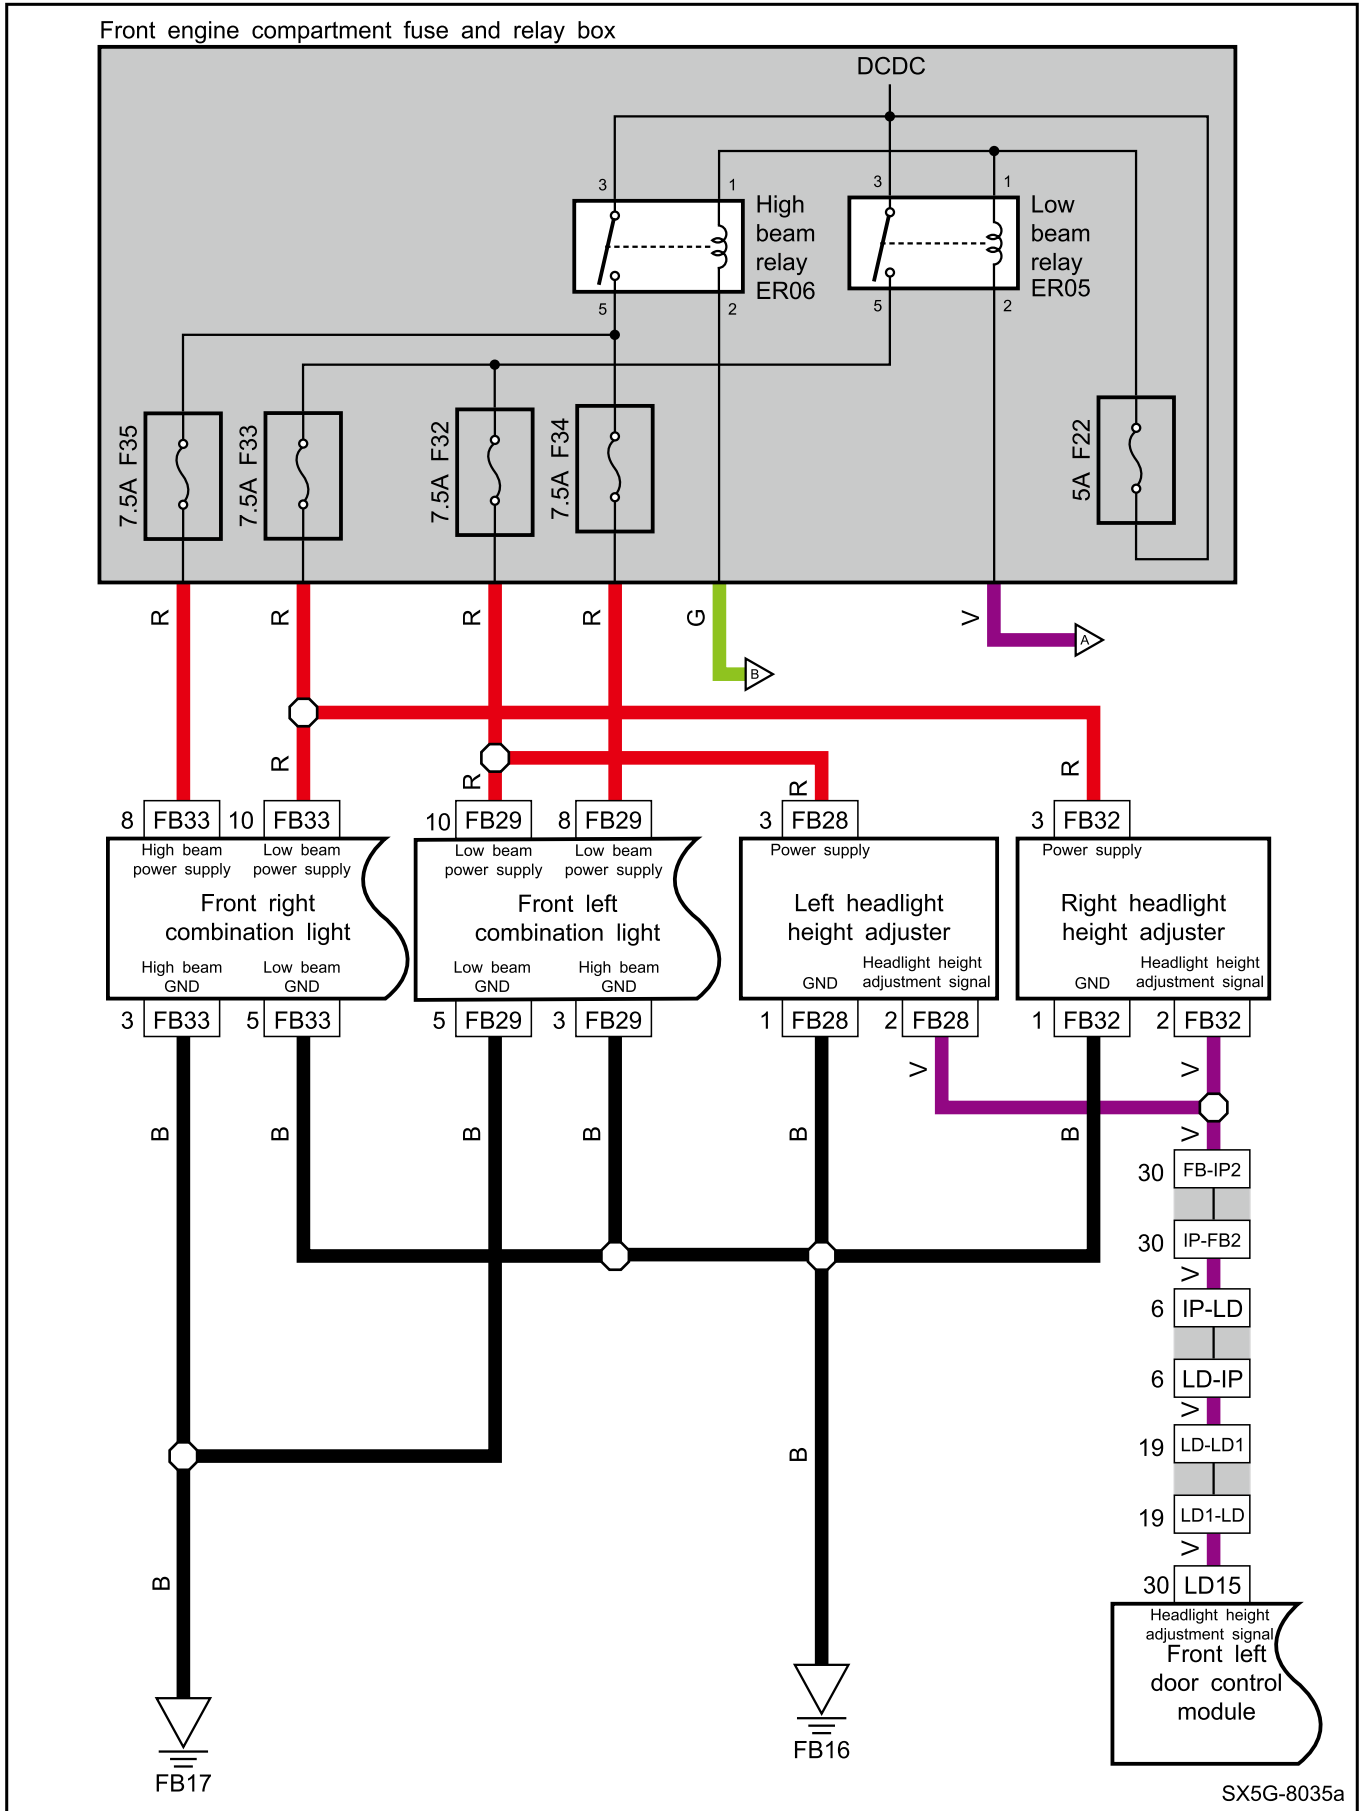 Front engine compartment fuse and relay box
DCDC
3
1
High
beam
relay
ER06
5
2
3
1
Low
beam
relay
ER05
5
2
7.5A F35
7.5A F33
7.5A F32
7.5A F34
5A F22
R
R
R
R
G
V
A
B
R
R
R
R
8 FB33
10 FB33
10 FB29
8 FB29
3 FB28
3 FB32
High beam
power supply
Low beam
power supply
Front right
combination light
High beam
GND
Low beam
GND
Low beam
power supply
Low beam
power supply
Front left
combination light
Low beam
GND
High beam
GND
Power supply
Left headlight
height adjuster
GND
Headlight height
adjustment signal
Power supply
Right headlight
height adjuster
GND
Headlight height
adjustment signal
3 FB33
5 FB33
5 FB29
3 FB29
1 FB28
2 FB28
1 FB32
2 FB32
V
V
B
B
B
B
B
B
V
30 FB-IP2
30 IP-FB2
V
6 IP-LD
6 LD-IP
V
19 LD-LD1
19 LD1-LD
V
30 LD15
Headlight height
adjustment signal
Front left
door control
module
B
B
FB17
FB16
SX5G-8035a